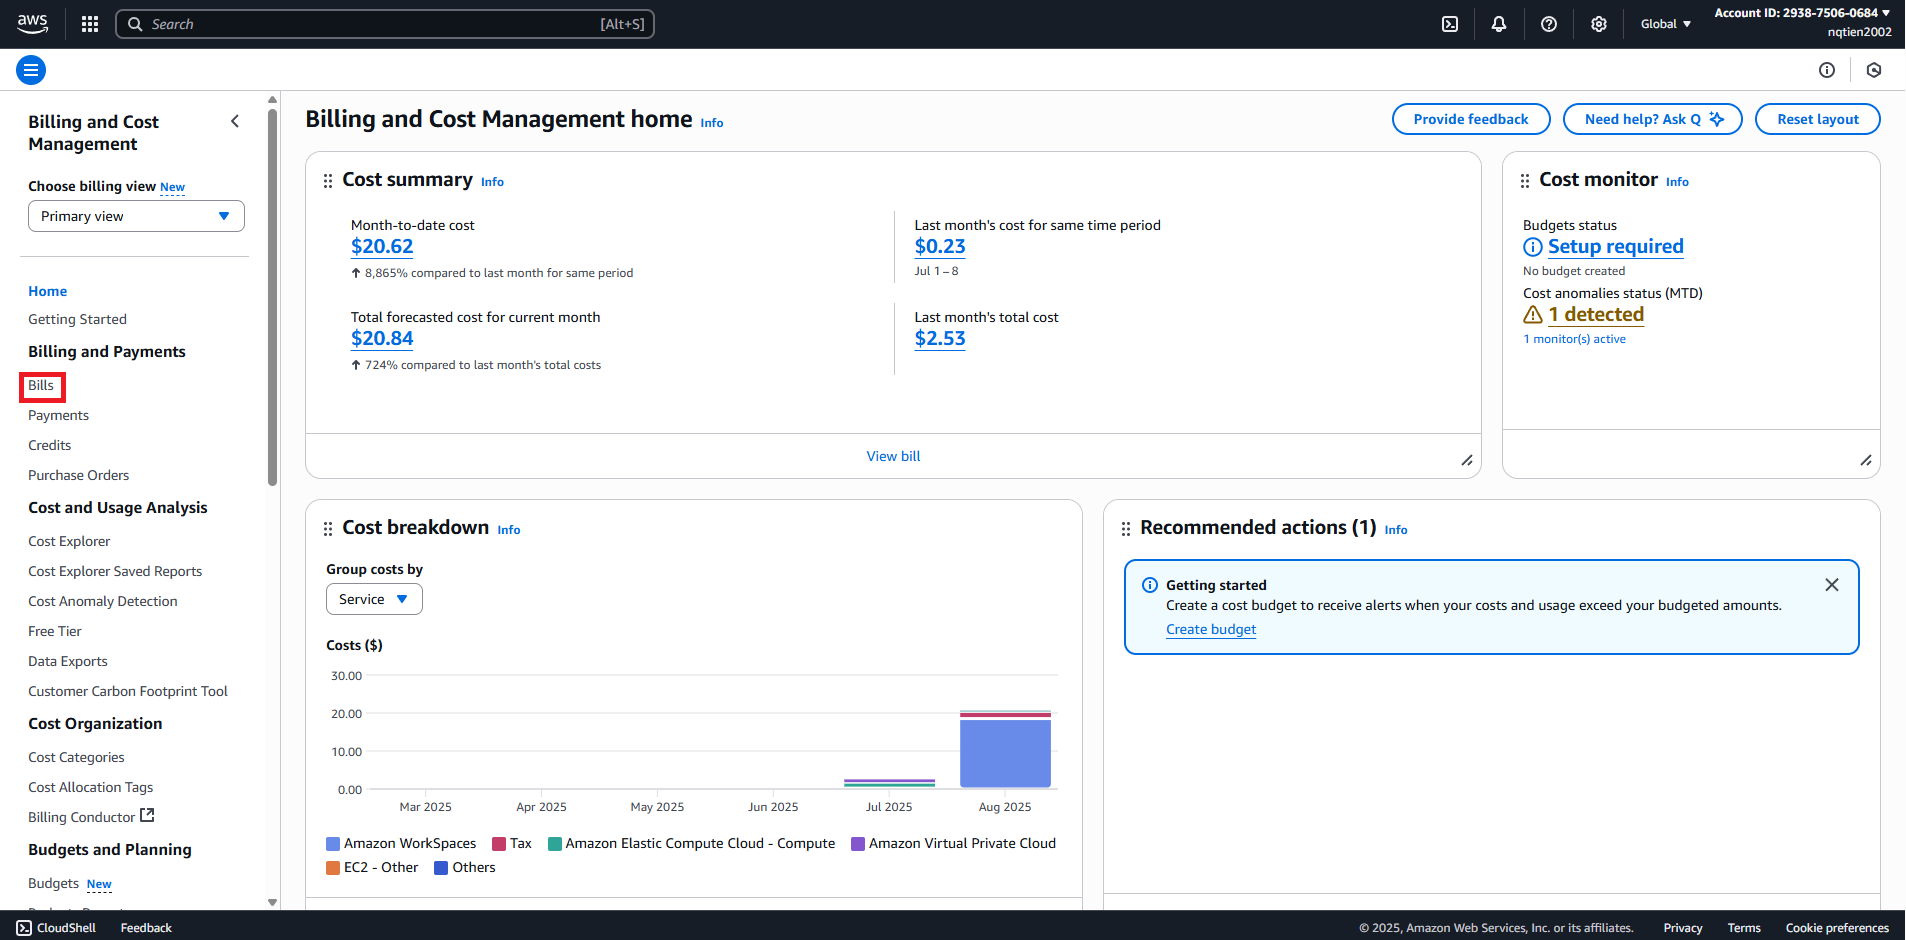 aws
Search [Alt+S]
Global
Account ID: 2938-7506-0684
nqtien2002
Billing and Cost
Management
Choose billing view New
Primary view
Home
Getting Started
Billing and Payments
Bills
Payments
Credits
Purchase Orders
Cost and Usage Analysis
Cost Explorer
Cost Explorer Saved Reports
Cost Anomaly Detection
Free Tier
Data Exports
Customer Carbon Footprint Tool
Cost Organization
Cost Categories
Cost Allocation Tags
Billing Conductor
Budgets and Planning
Budgets New
Billing and Cost Management home Info
Provide feedback
Need help? Ask Q
Reset layout
Cost summary Info
Month-to-date cost
$20.62
↑ 8,865% compared to last month for same period
Last month's cost for same time period
$0.23
Jul 1 – 8
Total forecasted cost for current month
$20.84
↑ 724% compared to last month's total costs
Last month's total cost
$2.53
View bill
Cost monitor Info
Budgets status
Setup required
No budget created
Cost anomalies status (MTD)
1 detected
1 monitor(s) active
Cost breakdown Info
Group costs by
Service
Costs ($)
30.00
20.00
10.00
0.00
Mar 2025 Apr 2025 May 2025 Jun 2025 Jul 2025 Aug 2025
Amazon WorkSpaces Tax Amazon Elastic Compute Cloud - Compute Amazon Virtual Private Cloud
EC2 - Other Others
Recommended actions (1) Info
Getting started
Create a cost budget to receive alerts when your costs and usage exceed your budgeted amounts.
Create budget
CloudShell Feedback
© 2025, Amazon Web Services, Inc. or its affiliates. Privacy Terms Cookie preferences